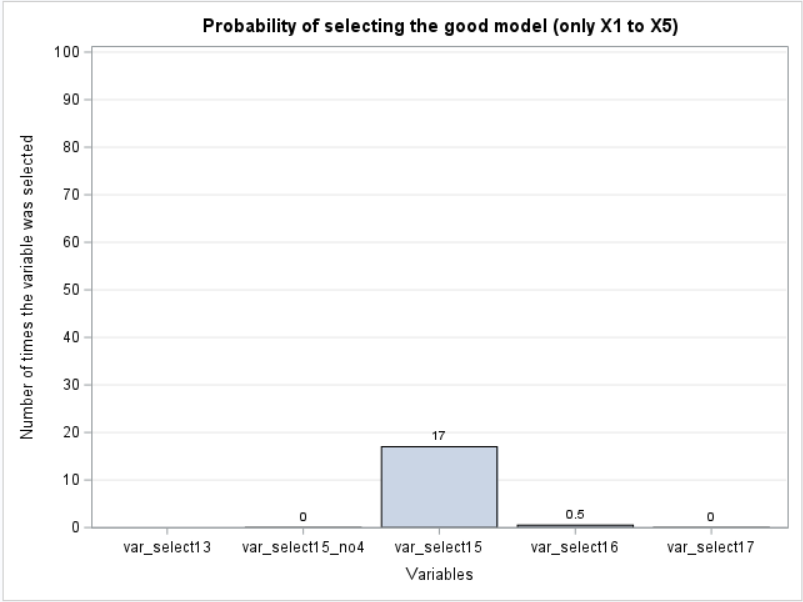 Probability of selecting the good model (only X1 to X5)
Number of times the variable was selected
100
90
80
70
60
50
40
30
20
10
0
0
17
0.5
0
var_select13
var_select15_no4
var_select15
var_select16
var_select17
Variables